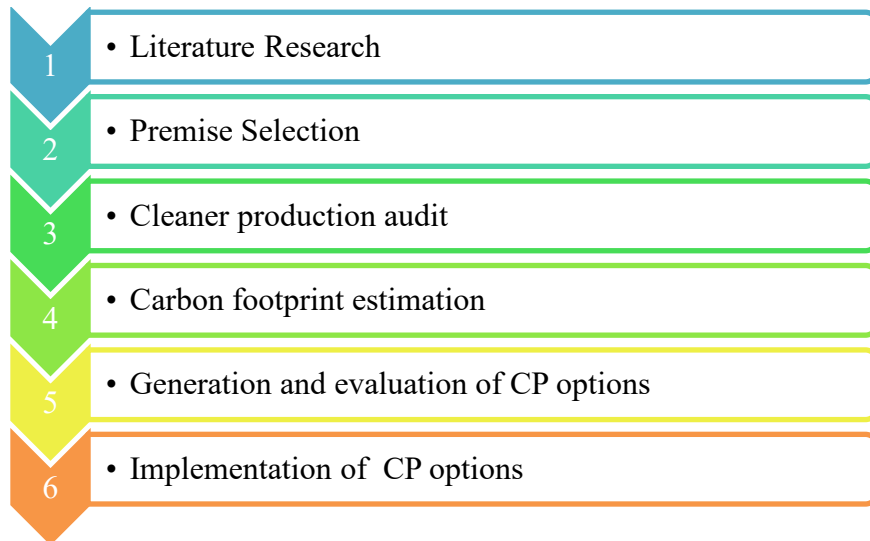 1 • Literature Research
2 • Premise Selection
3 • Cleaner production audit
4 • Carbon footprint estimation
5 • Generation and evaluation of CP options
6 • Implementation of  CP options